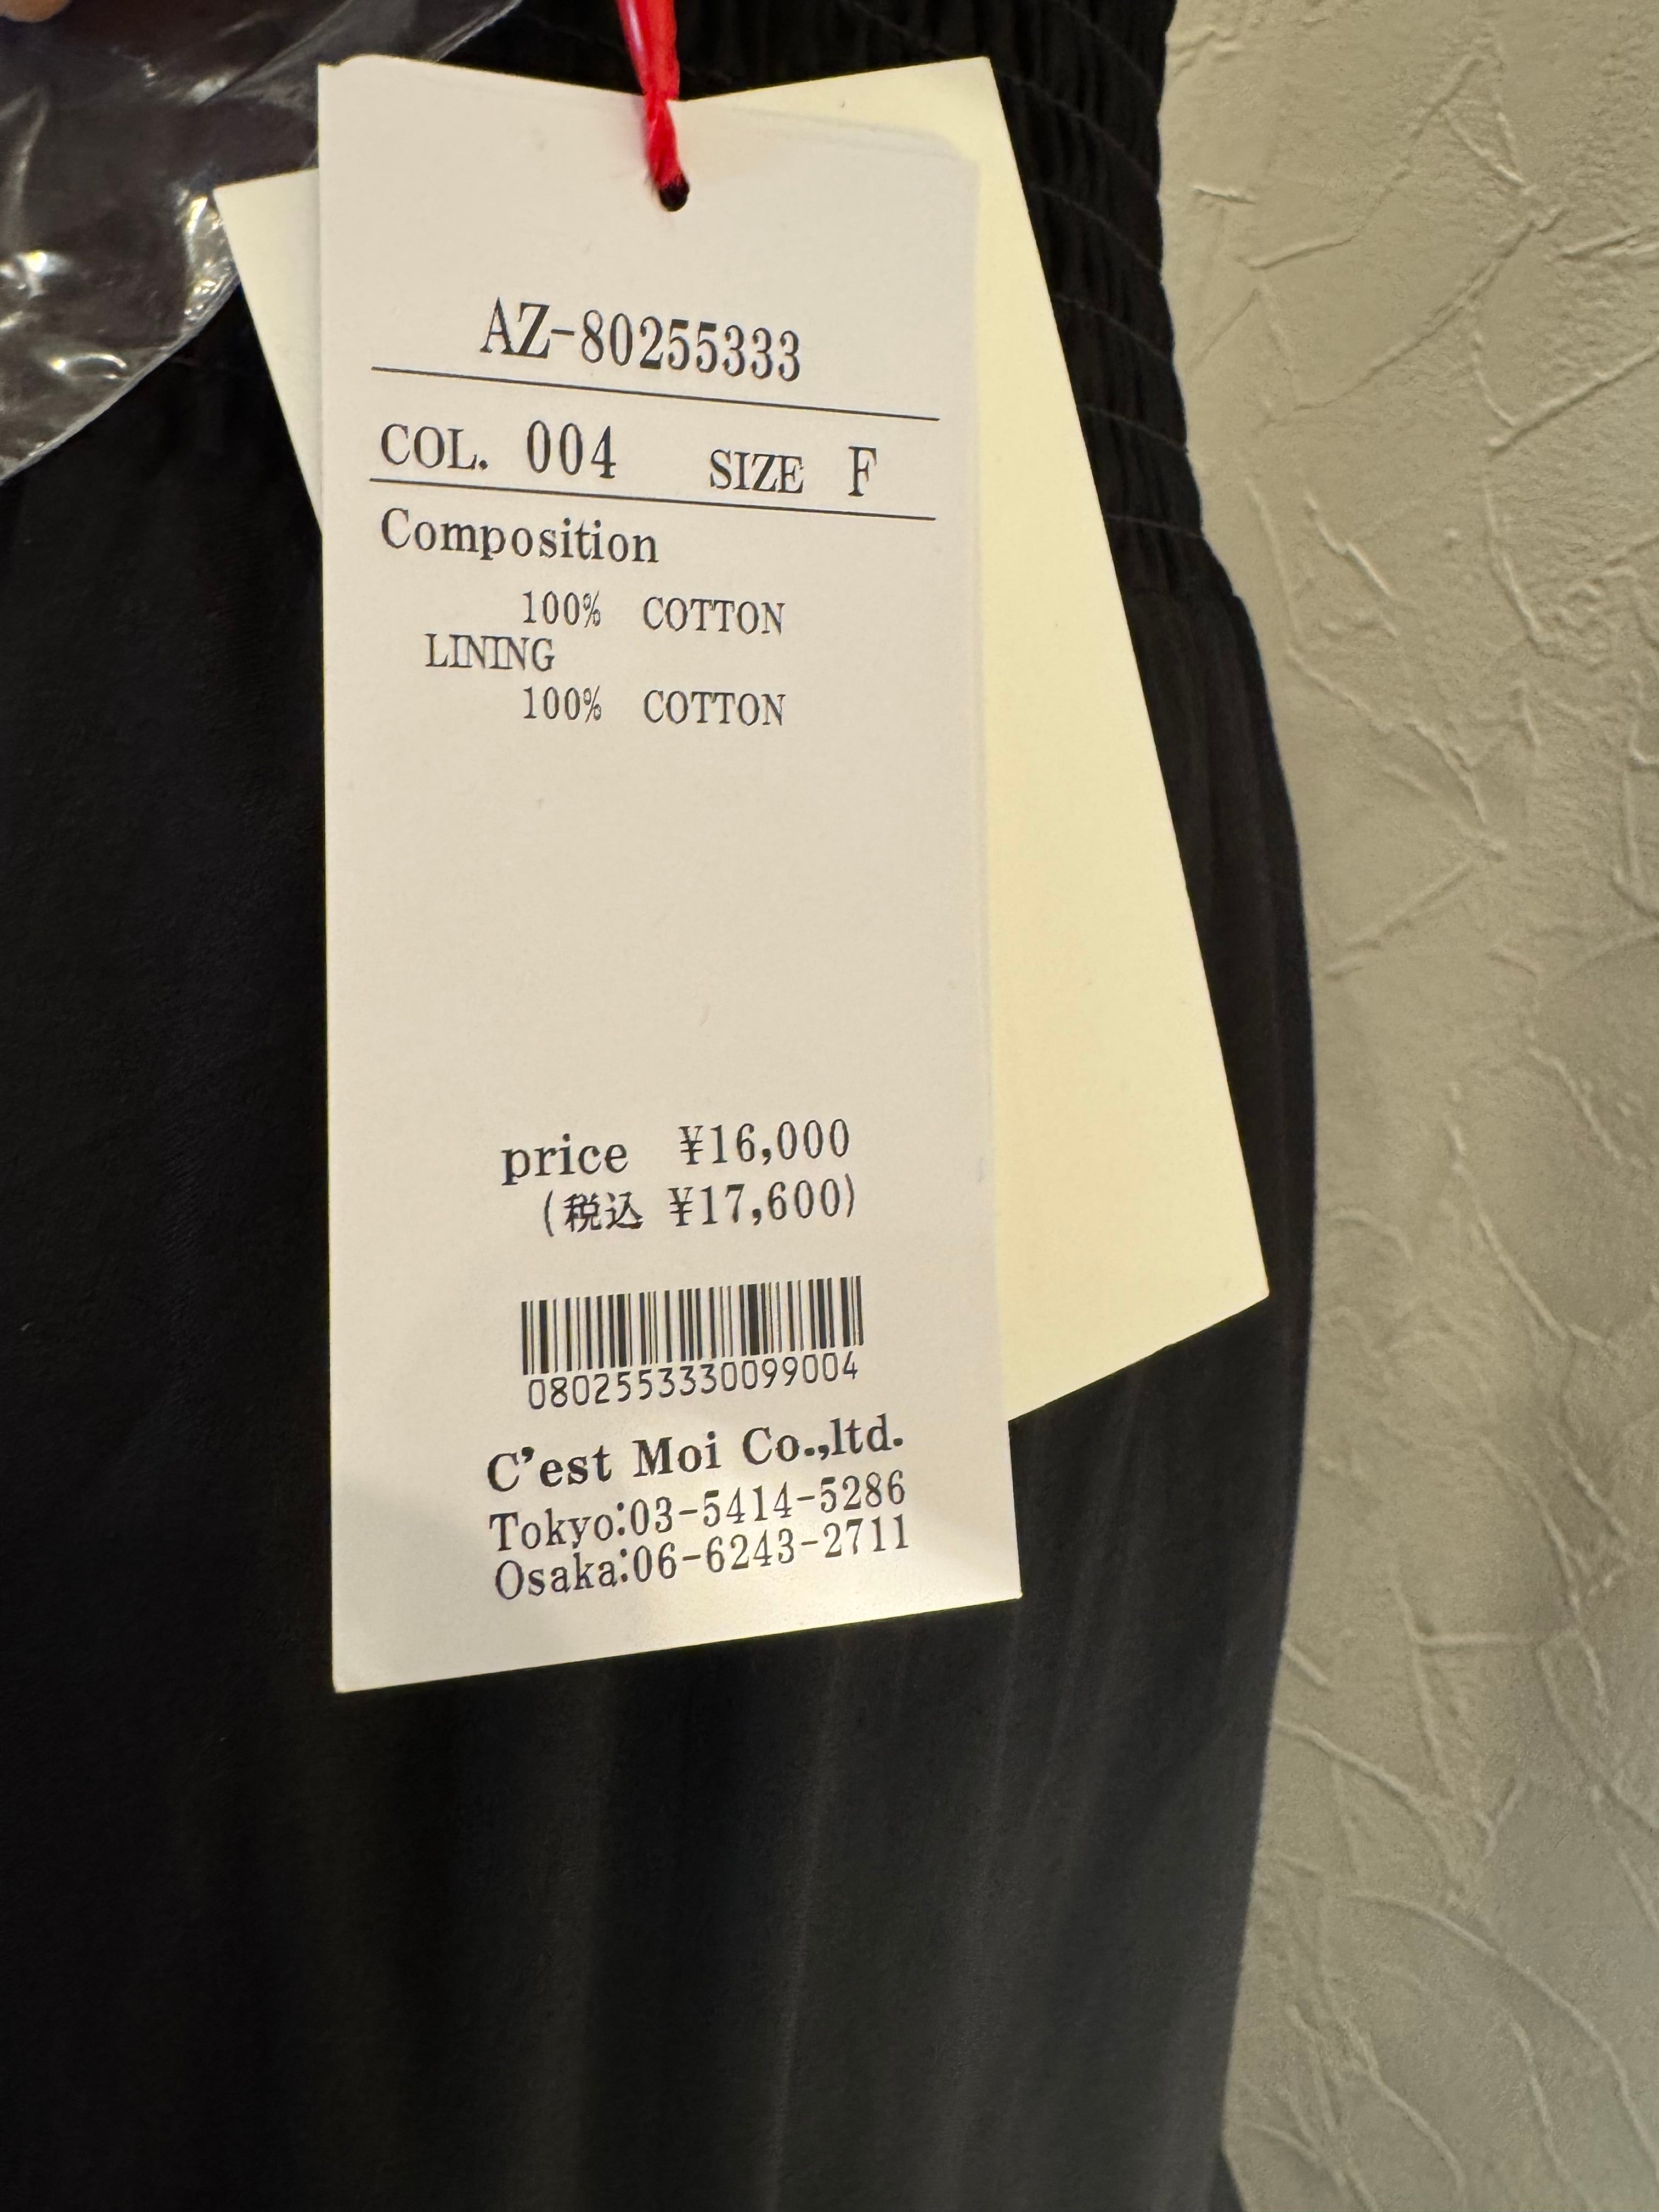 AZ-80255333
COL. 004 SIZE F
Composition
100% COTTON
LINING
100% COTTON
price ¥16,000
(税込 ¥17,600)
0802553330099004
C'est Moi Co.,ltd.
Tokyo:03-5414-5286
Osaka:06-6243-2711